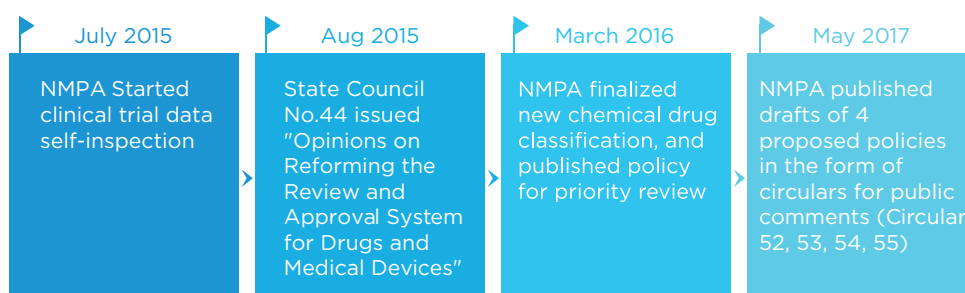 July 2015
NMPA Started
clinical trial data
self-inspection
Aug 2015
State Council
No.44 issued
"Opinions on
Reforming the
Review and
Approval System
for Drugs and
Medical Devices"
March 2016
NMPA finalized
new chemical drug
classification, and
published policy
for priority review
May 2017
NMPA published
drafts of 4
proposed policies
in the form of
circulars for public
comments (Circular
52, 53, 54, 55)